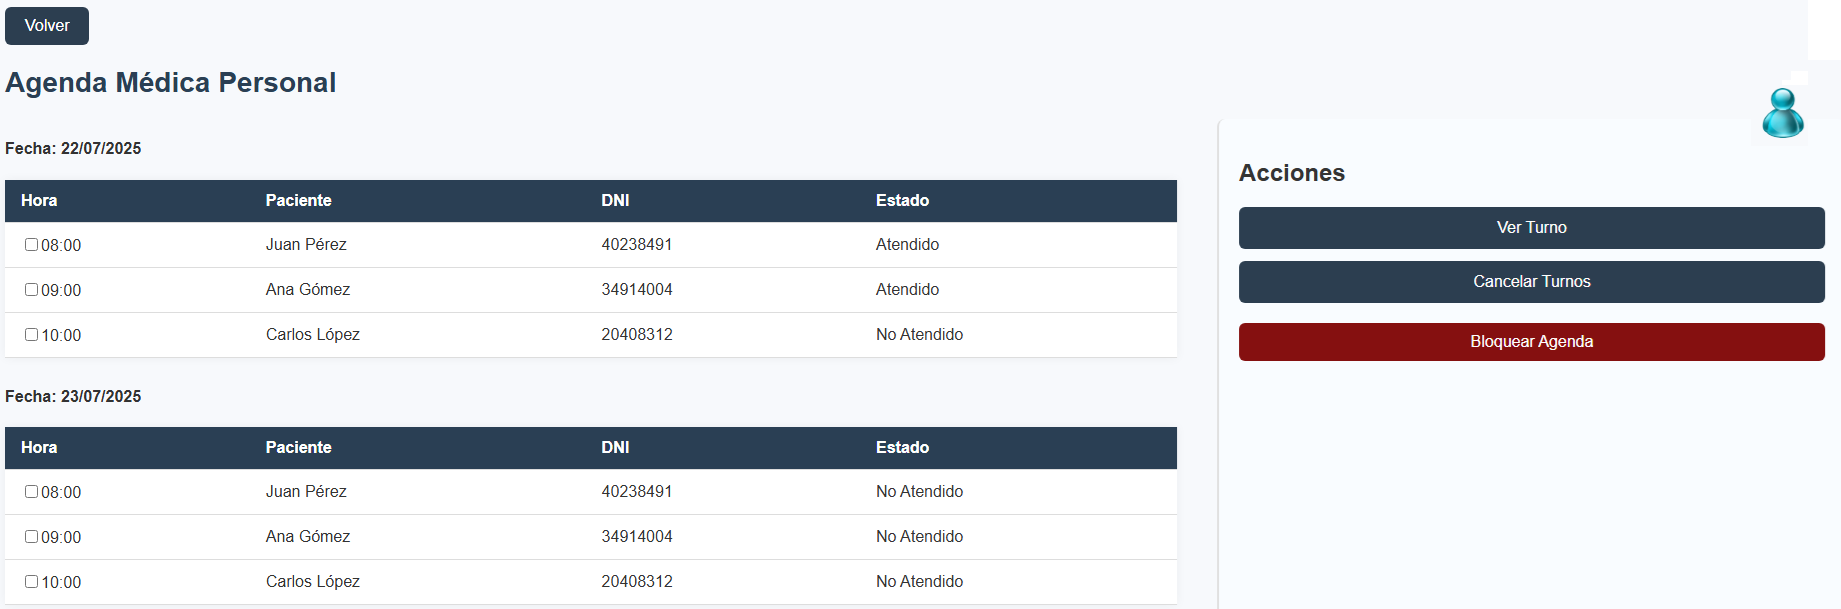 Volver
Agenda Médica Personal
Fecha: 22/07/2025
Hora Paciente DNI Estado
08:00 Juan Pérez 40238491 Atendido
09:00 Ana Gómez 34914004 Atendido
10:00 Carlos López 20408312 No Atendido
Fecha: 23/07/2025
Hora Paciente DNI Estado
08:00 Juan Pérez 40238491 No Atendido
09:00 Ana Gómez 34914004 No Atendido
10:00 Carlos López 20408312 No Atendido
Acciones
Ver Turno
Cancelar Turnos
Bloquear Agenda